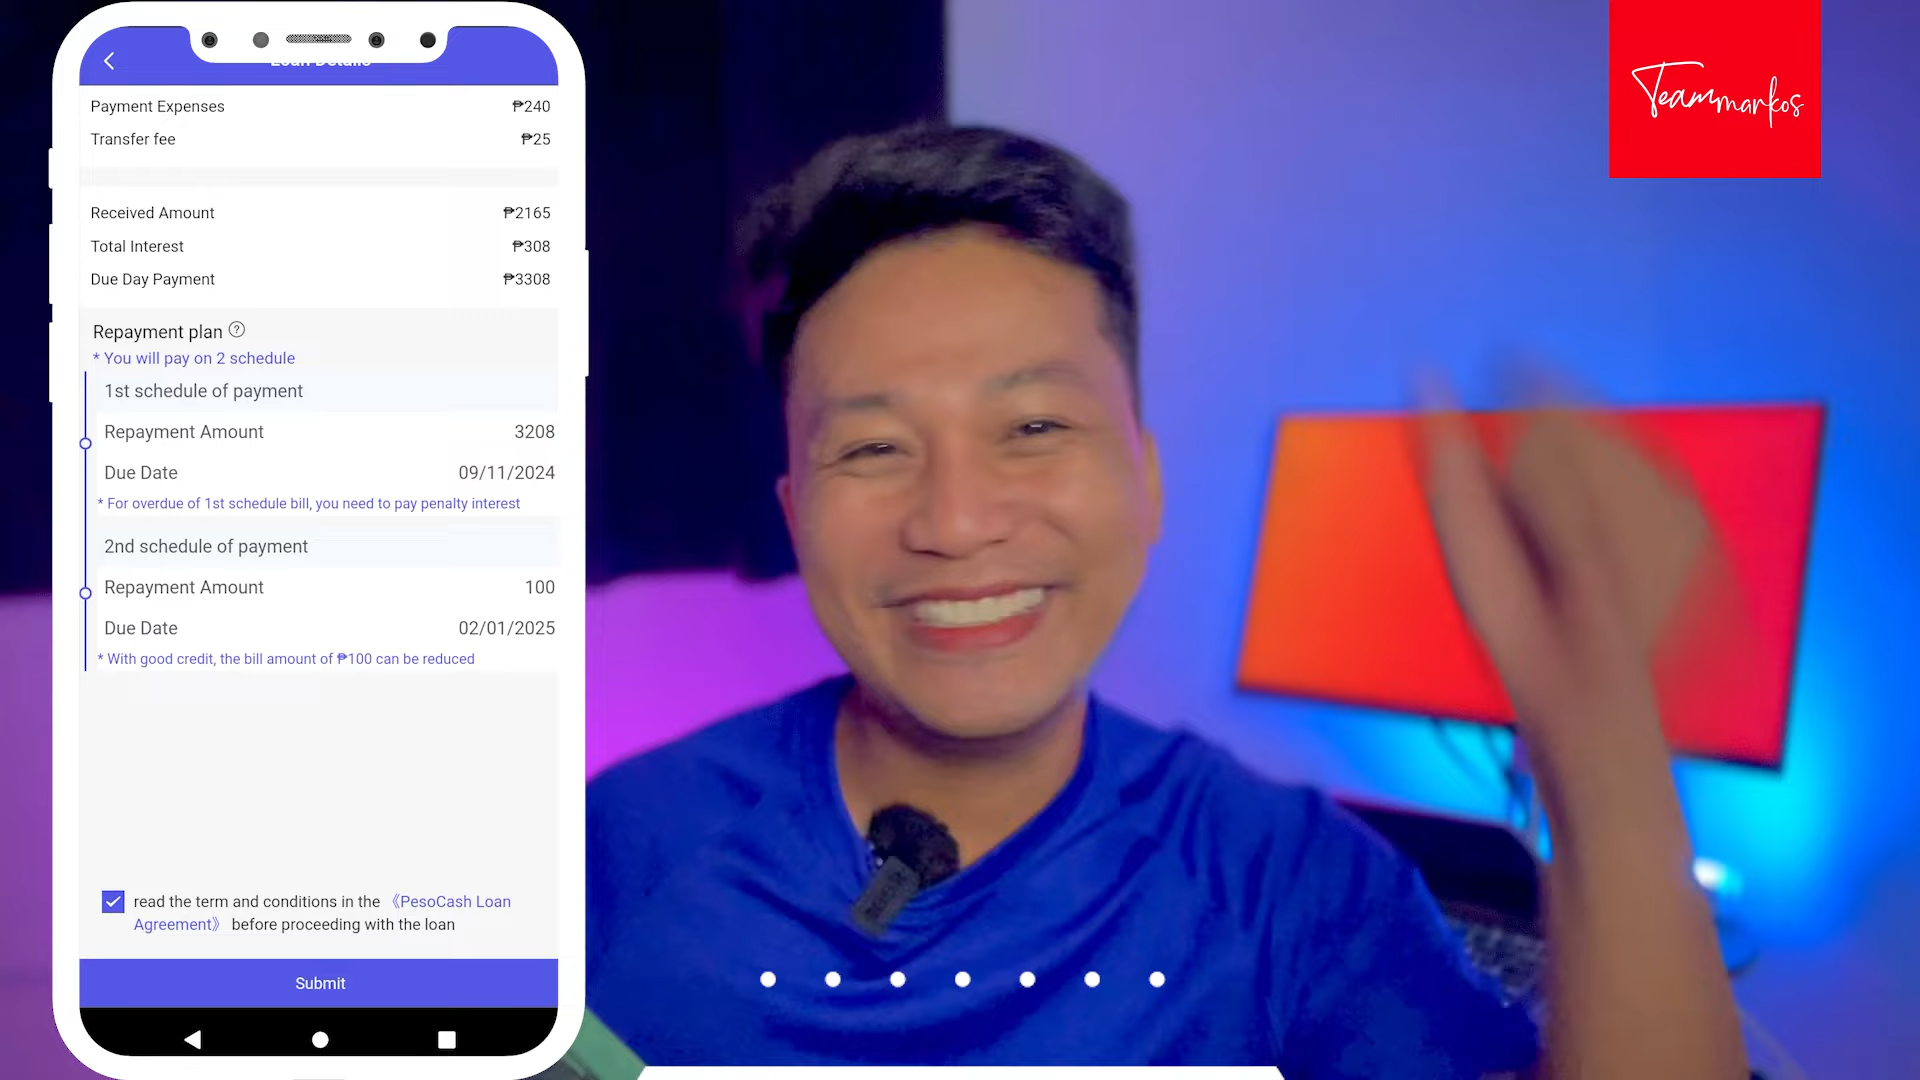 Loan Details
Payment Expenses ₱240
Transfer fee ₱25
Received Amount ₱2165
Total Interest ₱308
Due Day Payment ₱3308
Repayment plan ?
* You will pay on 2 schedule
1st schedule of payment
Repayment Amount 3208
Due Date 09/11/2024
* For overdue of 1st schedule bill, you need to pay penalty interest
2nd schedule of payment
Repayment Amount 100
Due Date 02/01/2025
* With good credit, the bill amount of ₱100 can be reduced
read the term and conditions in the 《PesoCash Loan
Agreement》 before proceeding with the loan
Submit
Teammarkos